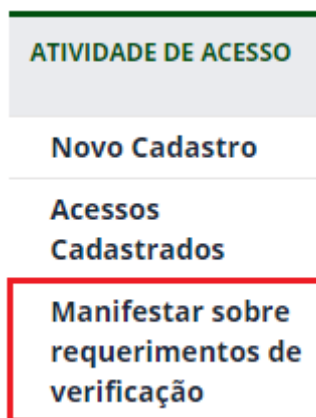 ATIVIDADE DE ACESSO
Novo Cadastro
Acessos
Cadastrados
Manifestar sobre
requerimentos de
verificação